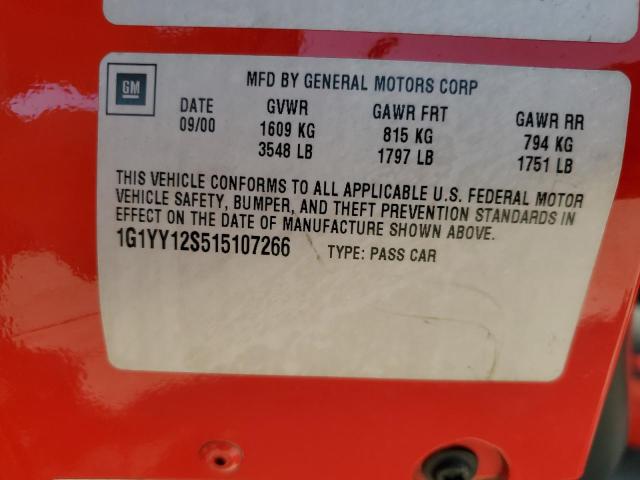 GM
MFD BY GENERAL MOTORS CORP
DATE GVWR GAWR FRT GAWR RR
09/00 1609 KG 815 KG 794 KG
3548 LB 1797 LB 1751 LB
THIS VEHICLE CONFORMS TO ALL APPLICABLE U.S. FEDERAL MOTOR
VEHICLE SAFETY, BUMPER, AND THEFT PREVENTION STANDARDS IN
EFFECT ON THE DATE OF MANUFACTURE SHOWN ABOVE.
1G1YY12S515107266 TYPE: PASS CAR